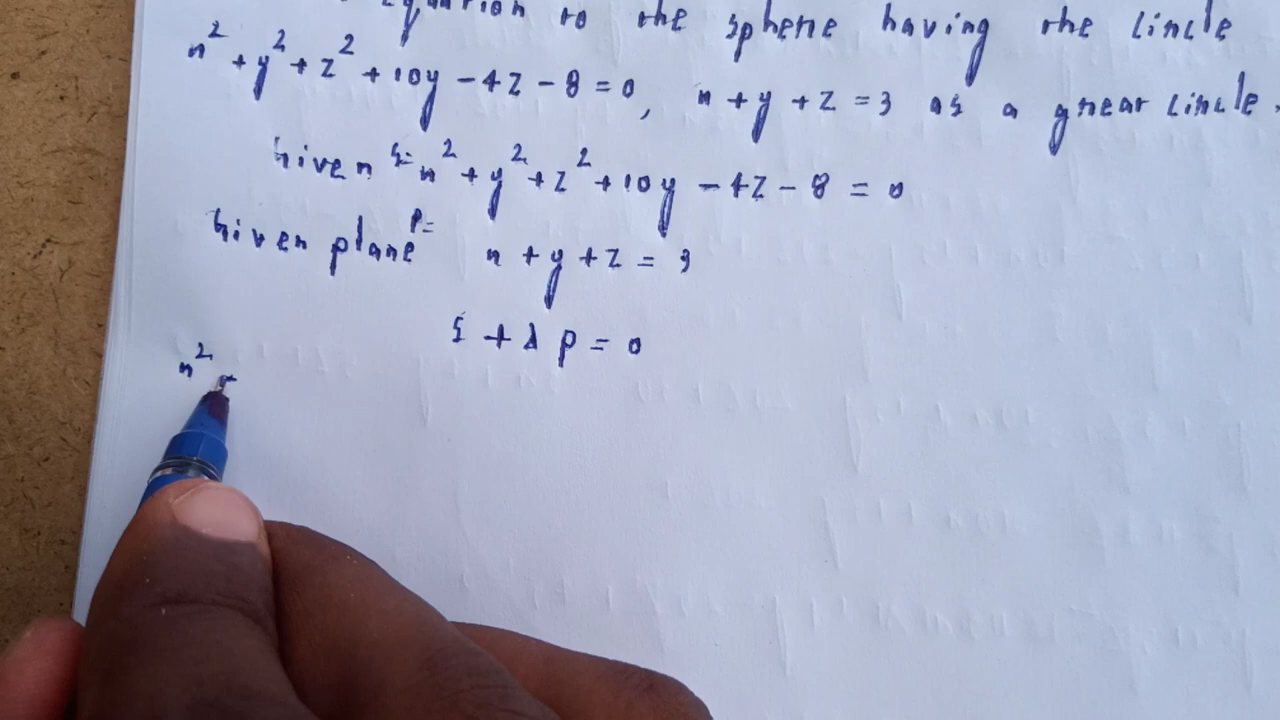 equation to the sphere having the circle
x² + y² + z² + 10y - 4z - 8 = 0, x + y + z = 3 as a great circle.
Given S = x² + y² + z² + 10y - 4z - 8 = 0
Given plane P = x + y + z = 3
S + λ P = 0
x² -